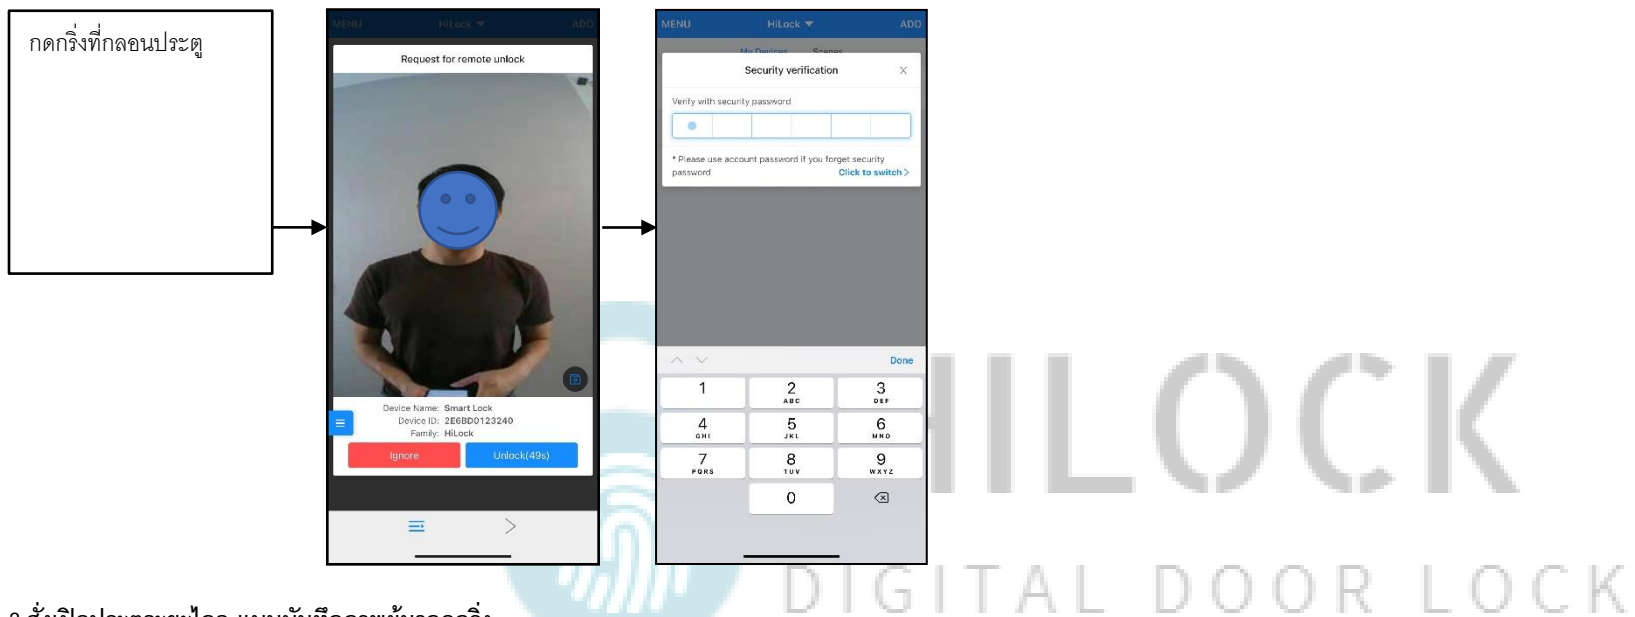 กดกริ่งที่กลอนประตู
MENU HiLock ADD
Request for remote unlock
Device Name: Smart Lock
Device ID: 2E6BD0123240
Family: HiLock
Ignore Unlock(49s)
MENU HiLock ADD
My Devices Scenes
Security verification X
Verify with security password
* Please use account password if you forget security
password Click to switch >
Done
1 2 3
ABC DEF
4 5 6
GHI JKL MNO
7 8 9
PQRS TUV WXYZ
0
HILOCK
DIGITAL DOOR LOCK